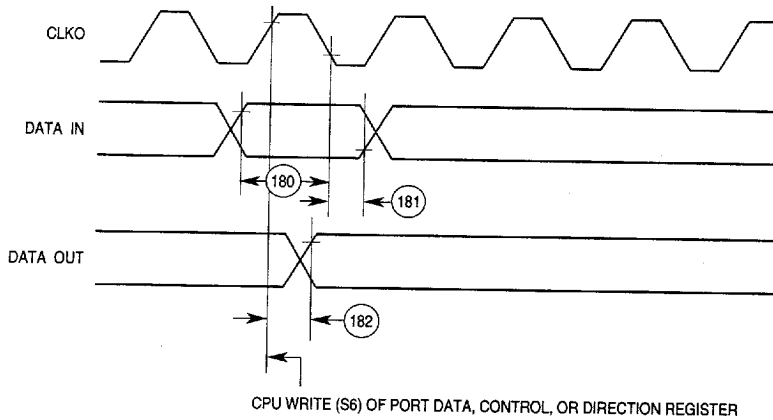 CLKO
DATA IN
180
181
DATA OUT
182
CPU WRITE (S6) OF PORT DATA, CONTROL, OR DIRECTION REGISTER